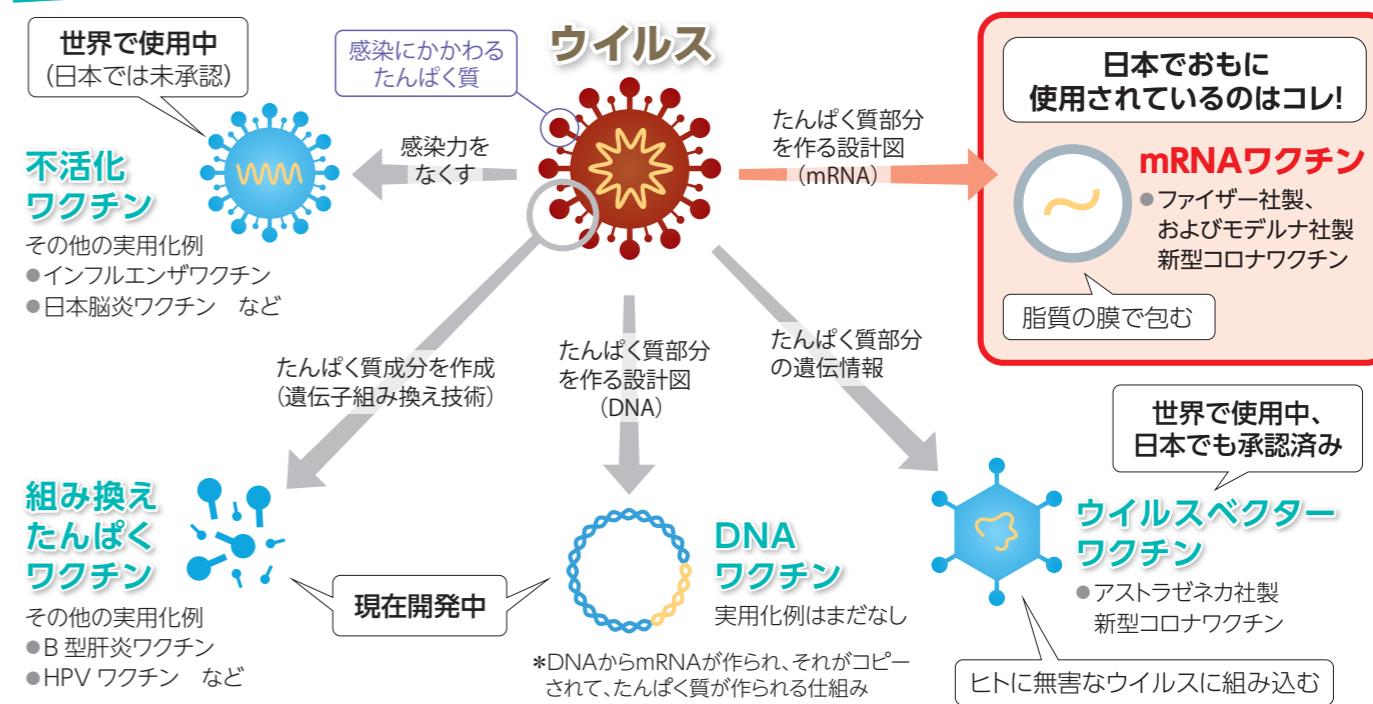 世界で使用中
(日本では未承認)
感染にかかわる
たんぱく質
ウイルス
日本でおもに
使用されているのはコレ!
mRNAワクチン
●ファイザー社製、
およびモデルナ社製
新型コロナワクチン
脂質の膜で包む
たんぱく質部分
を作る設計図
(mRNA)
感染力を
なくす
不活化
ワクチン
その他の実用化例
●インフルエンザワクチン
●日本脳炎ワクチン　など
たんぱく質成分を作成
(遺伝子組み換え技術)
たんぱく質部分
を作る設計図
(DNA)
たんぱく質部分
の遺伝情報
世界で使用中、
日本でも承認済み
組み換え
たんぱく
ワクチン
その他の実用化例
●B 型肝炎ワクチン
●HPV ワクチン　など
現在開発中
DNA
ワクチン
実用化例はまだなし
*DNAからmRNAが作られ、それがコピー
されて、たんぱく質が作られる仕組み
ウイルスベクター
ワクチン
●アストラゼネカ社製
新型コロナワクチン
ヒトに無害なウイルスに組み込む